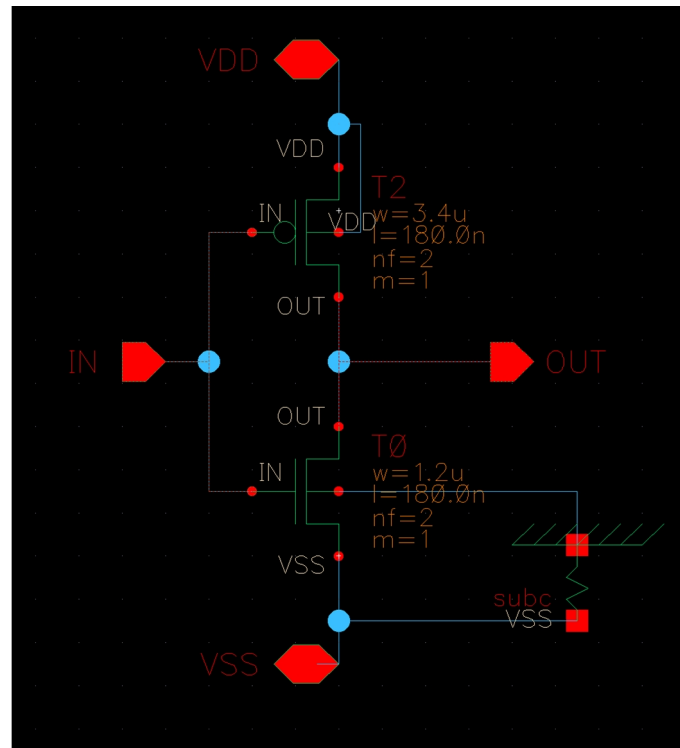 VDD
VDD
T2
IN
VDD
w=3.4u
l=180.0n
nf=2
m=1
OUT
IN
OUT
OUT
T0
IN
w=1.2u
l=180.0n
nf=2
m=1
VSS
subc
VSS
VSS